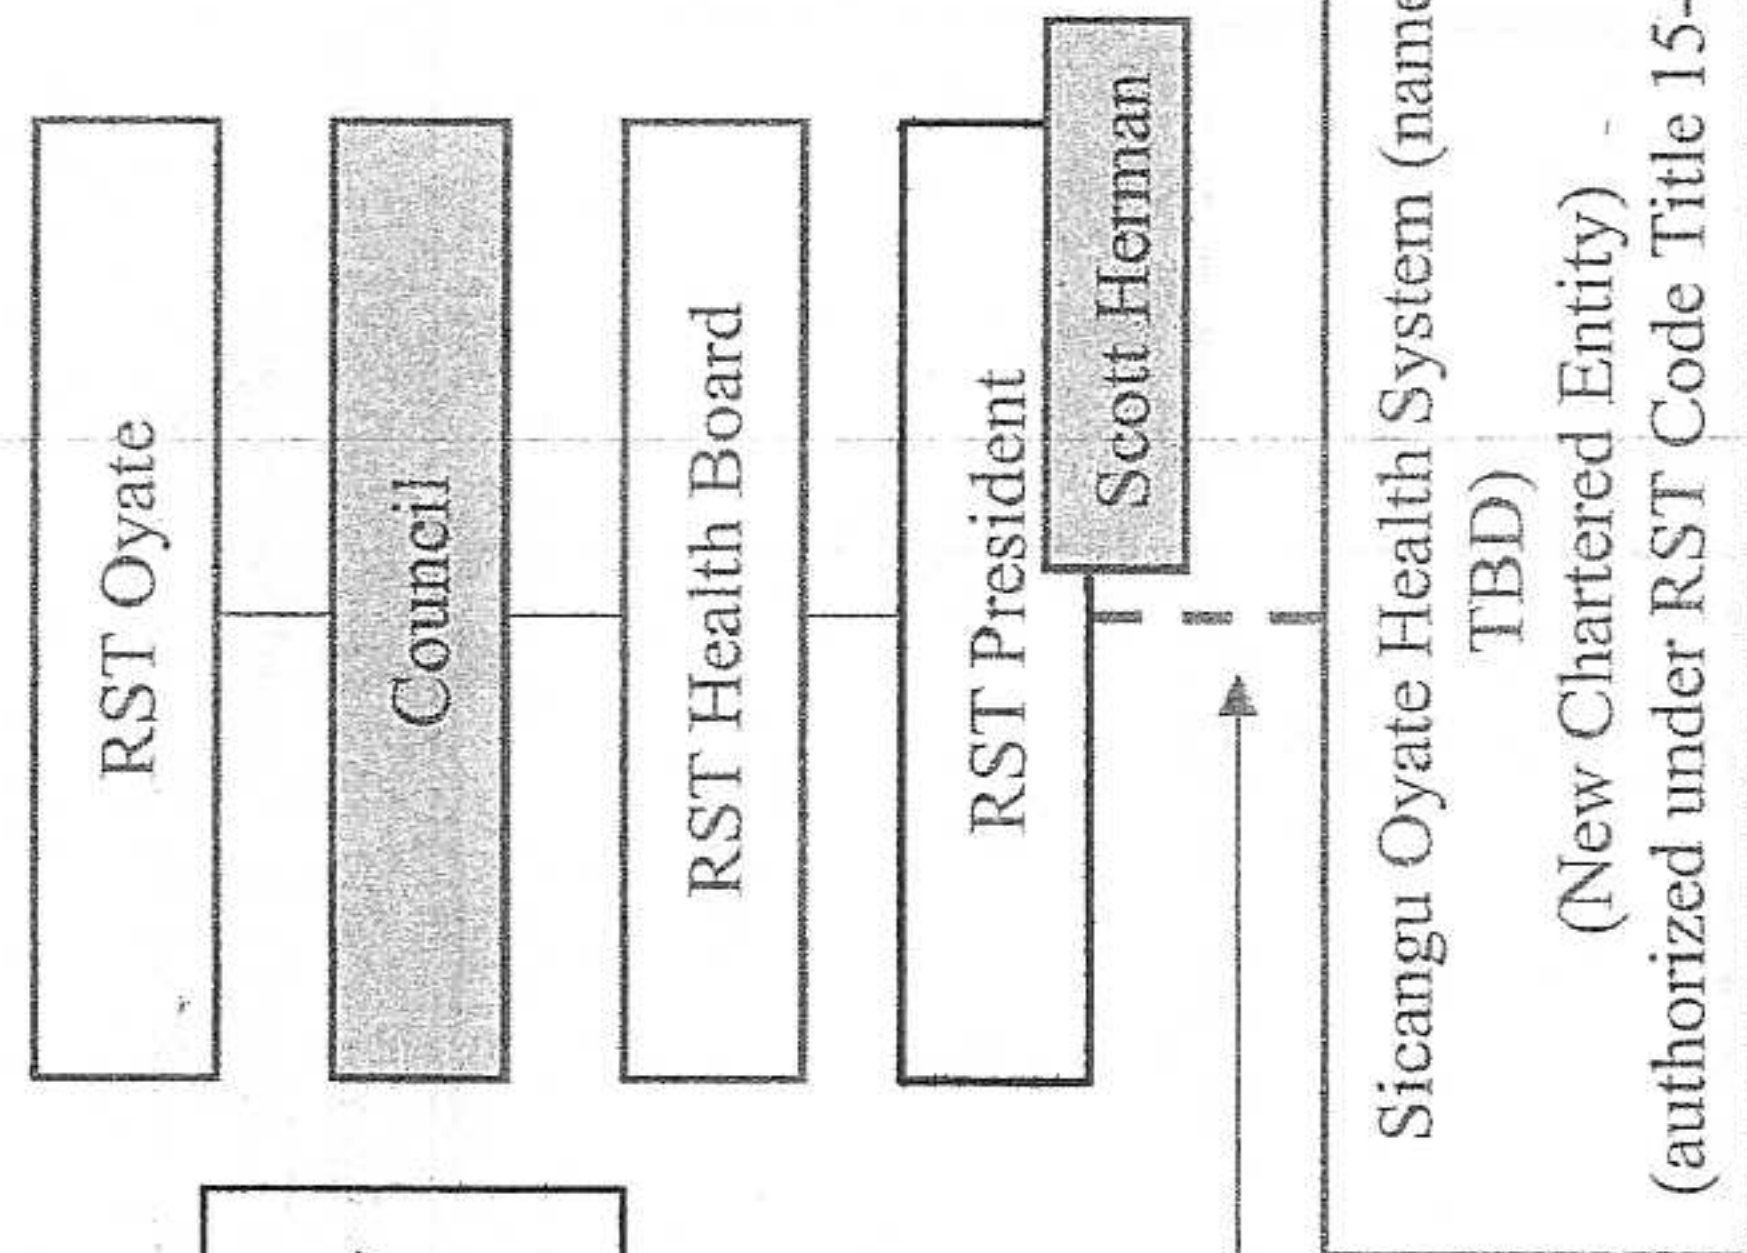 RST Oyate
Council
RST Health Board
RST President
Scott Herman
Sicangu Oyate Health System (name
TBD)
(New Chartered Entity)
(authorized under RST Code Title 15-